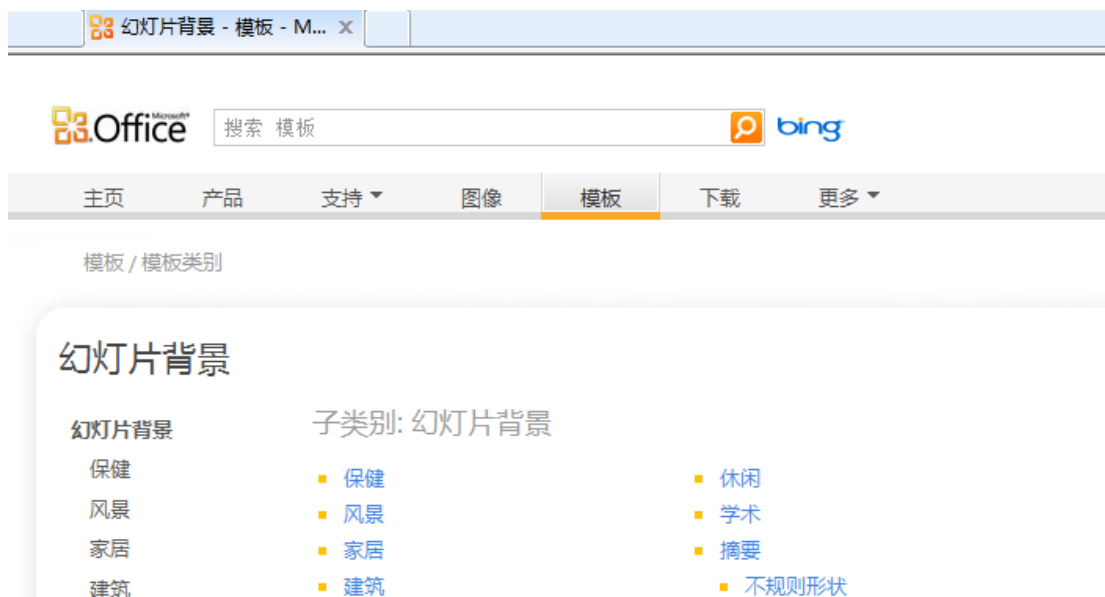 幻灯片背景 - 模板 - M...
Microsoft®
Office
搜索 模板
bing
主页 产品 支持 图像 模板 下载 更多
模板 / 模板类别
幻灯片背景
幻灯片背景
子类别: 幻灯片背景
保健 保健 休闲
风景 风景 学术
家居 家居 摘要
建筑 建筑 不规则形状